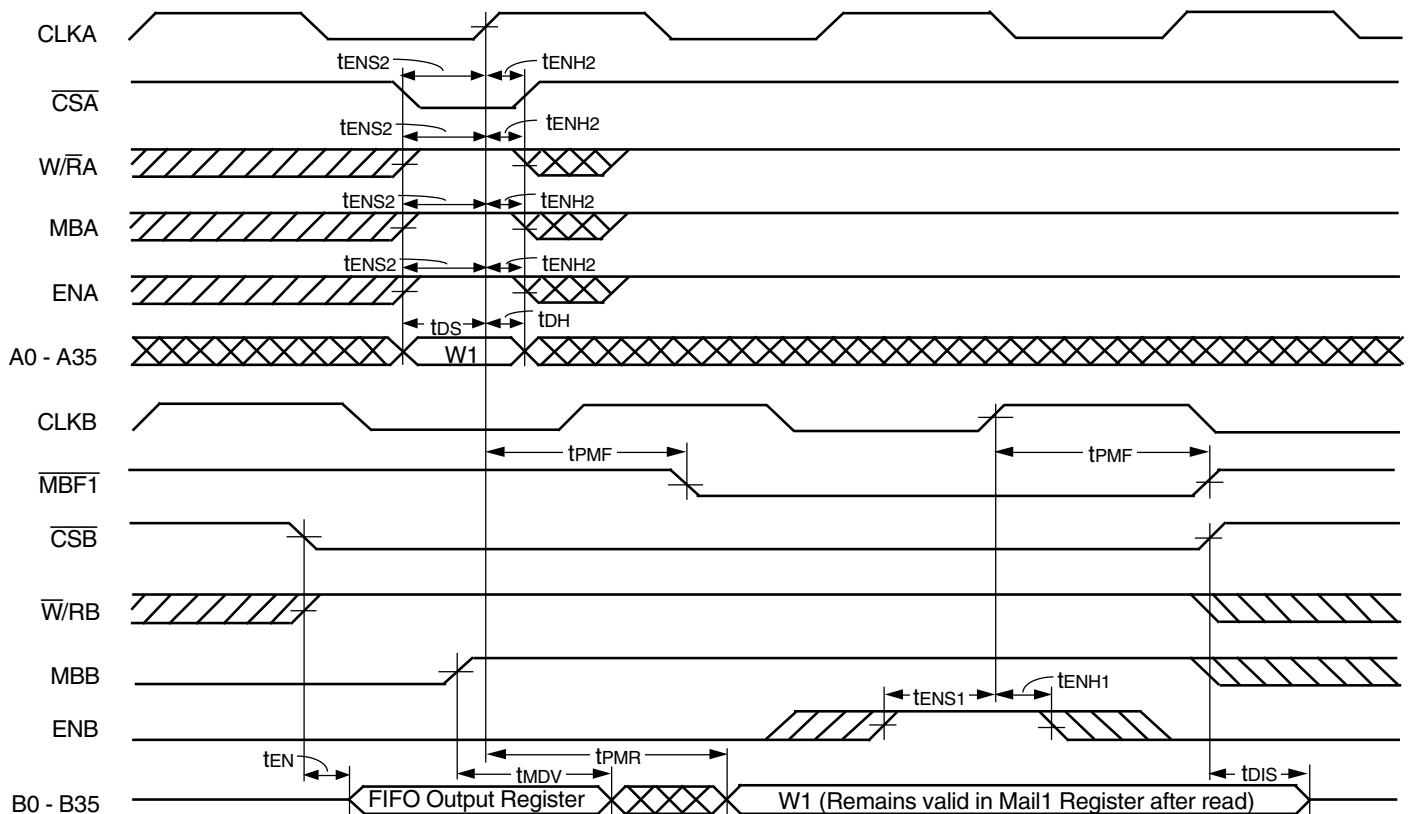 CLKA
tENS2 tENH2
CSA
tENS2 tENH2
W/RA
tENS2 tENH2
MBA
tENS2 tENH2
ENA
tDS tDH
A0 - A35 W1
CLKB
tPMF tPMF
MBF1
CSB
W/RB
MBB
tENS1 tENH1
ENB
tEN tPMR
tMDV tDIS
B0 - B35 FIFO Output Register W1 (Remains valid in Mail1 Register after read)